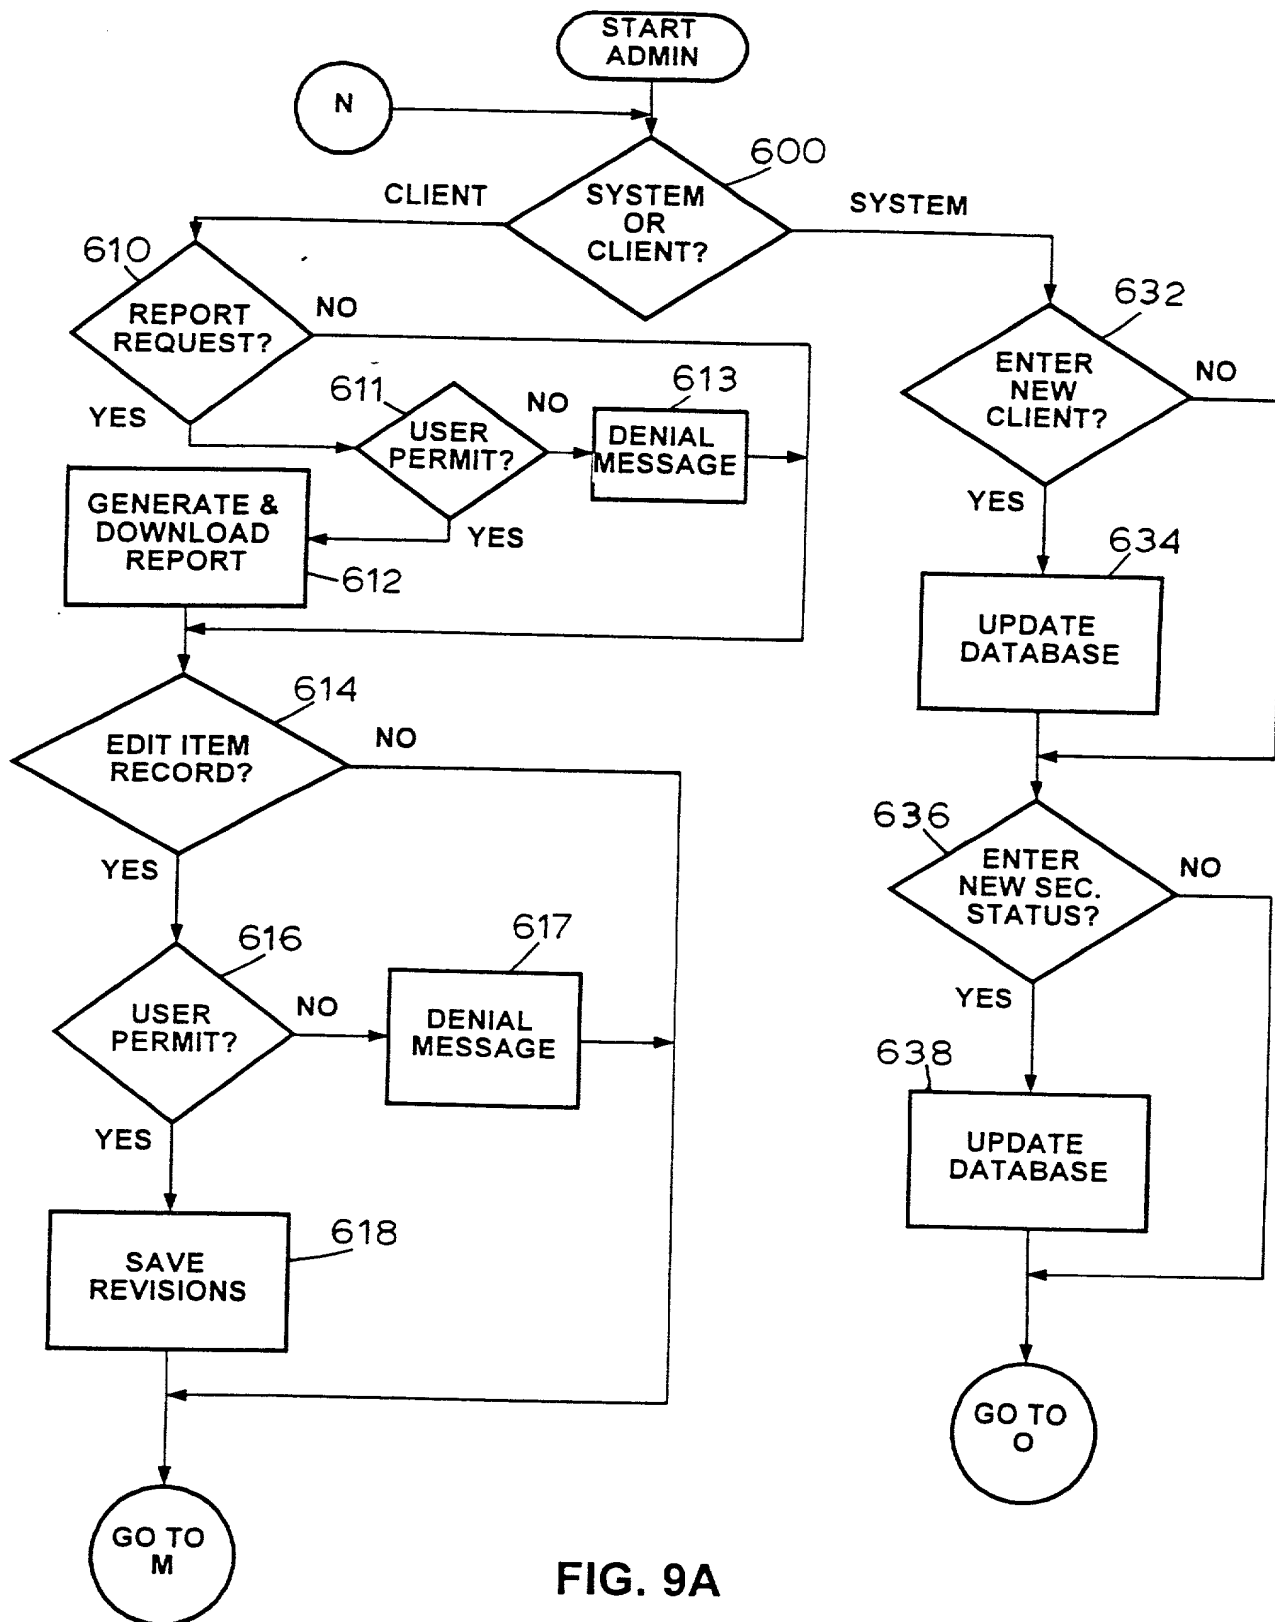 START
ADMIN
N
600
CLIENT
SYSTEM
OR
CLIENT?
SYSTEM
610
REPORT
REQUEST?
NO
YES
611
USER
PERMIT?
NO
613
DENIAL
MESSAGE
YES
GENERATE &
DOWNLOAD
REPORT
612
614
EDIT ITEM
RECORD?
NO
YES
616
USER
PERMIT?
NO
617
DENIAL
MESSAGE
YES
618
SAVE
REVISIONS
GO TO
M
632
ENTER
NEW
CLIENT?
NO
YES
634
UPDATE
DATABASE
636
ENTER
NEW SEC.
STATUS?
NO
YES
638
UPDATE
DATABASE
GO TO
O
FIG. 9A